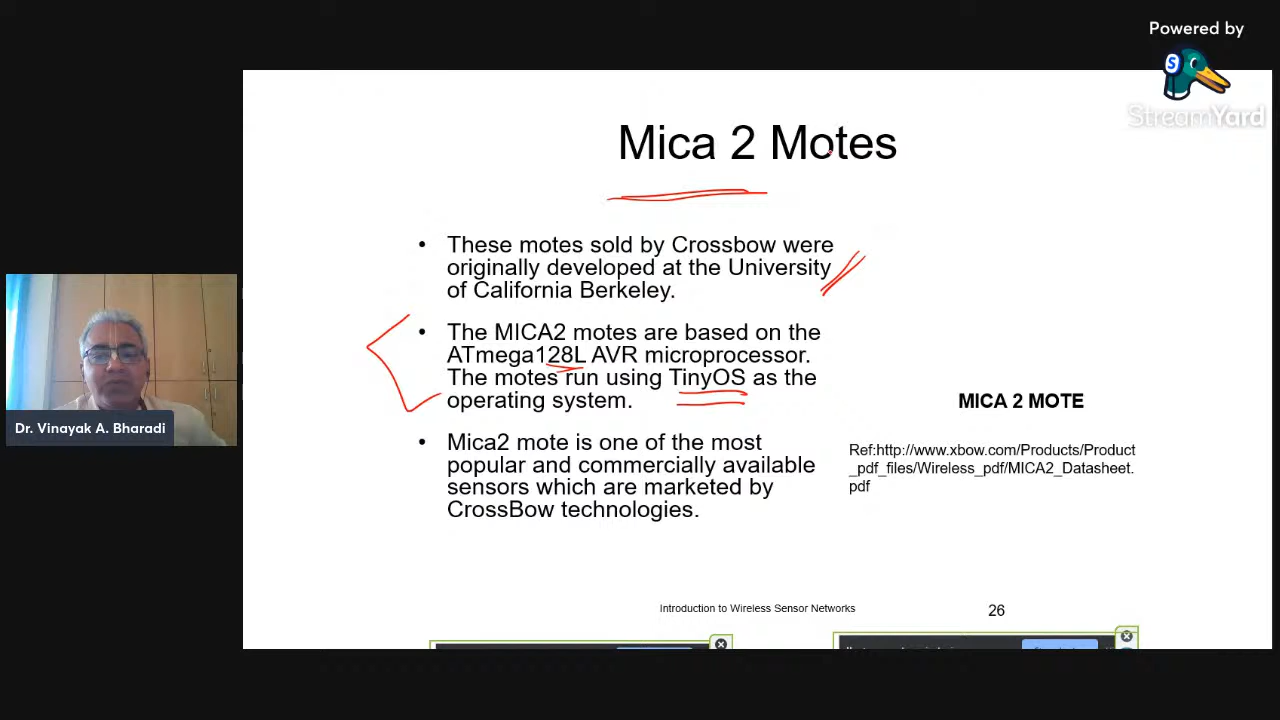 Powered by
StreamYard
Mica 2 Motes
• These motes sold by Crossbow were
originally developed at the University
of California Berkeley.
• The MICA2 motes are based on the
ATmega128L AVR microprocessor.
The motes run using TinyOS as the
operating system.
• Mica2 mote is one of the most
popular and commercially available
sensors which are marketed by
CrossBow technologies.
MICA 2 MOTE
Ref:http://www.xbow.com/Products/Product
_pdf_files/Wireless_pdf/MICA2_Datasheet.
pdf
Dr. Vinayak A. Bharadi
Introduction to Wireless Sensor Networks
26